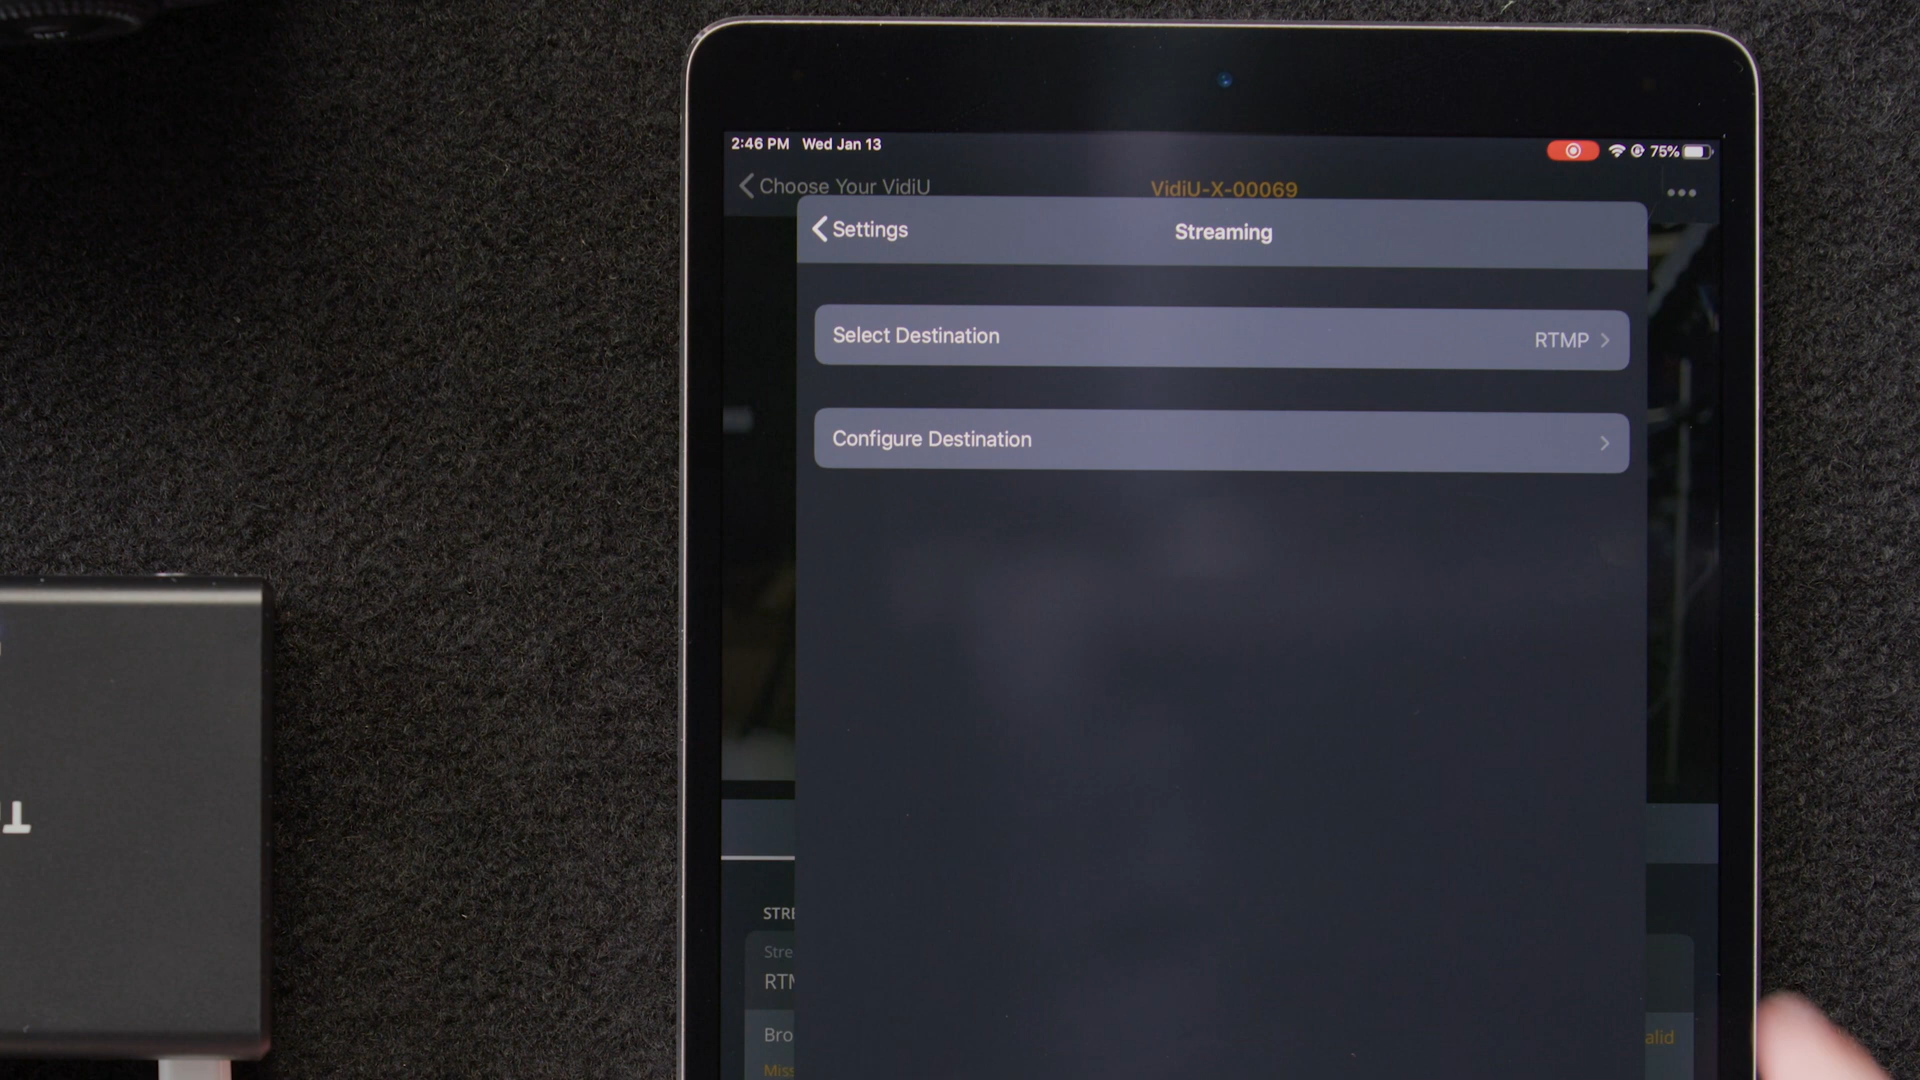 2:46 PM Wed Jan 13
75%
Choose Your VidiU
VidiU-X-00069
Settings
Streaming
Select Destination
RTMP
Configure Destination